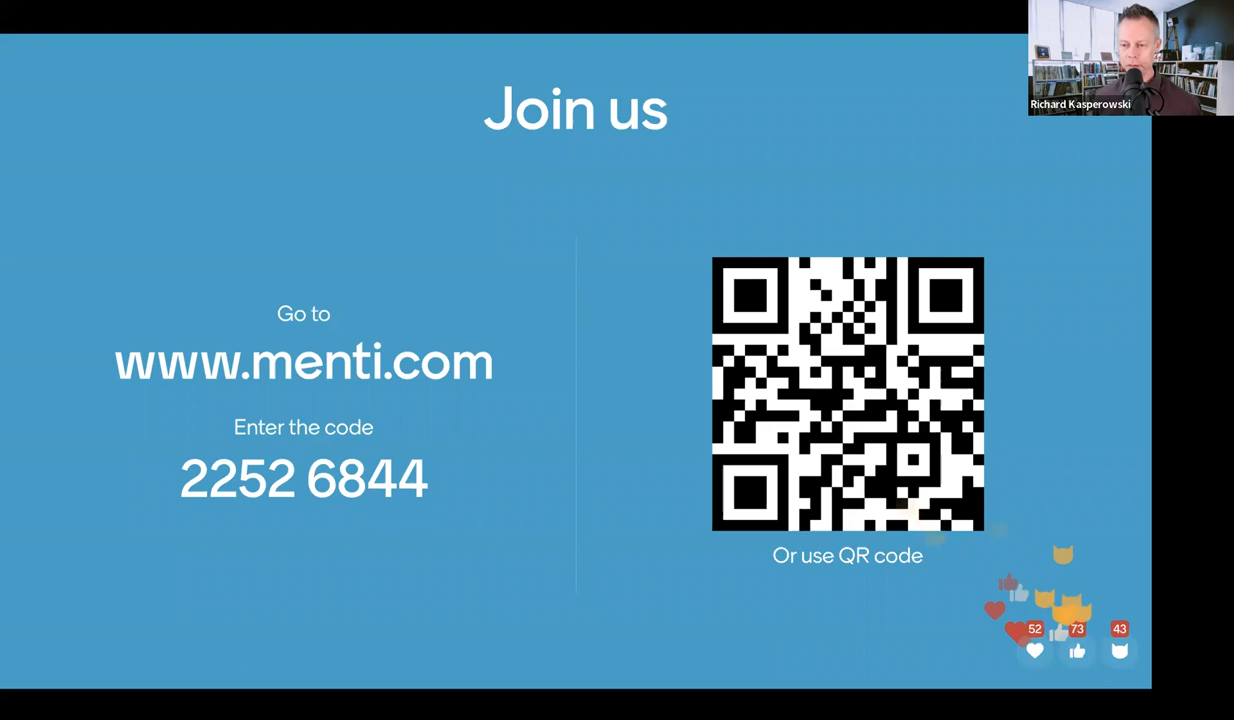 Richard Kasperowski
Join us
Go to
www.menti.com
Enter the code
2252 6844
Or use QR code
52 73 43